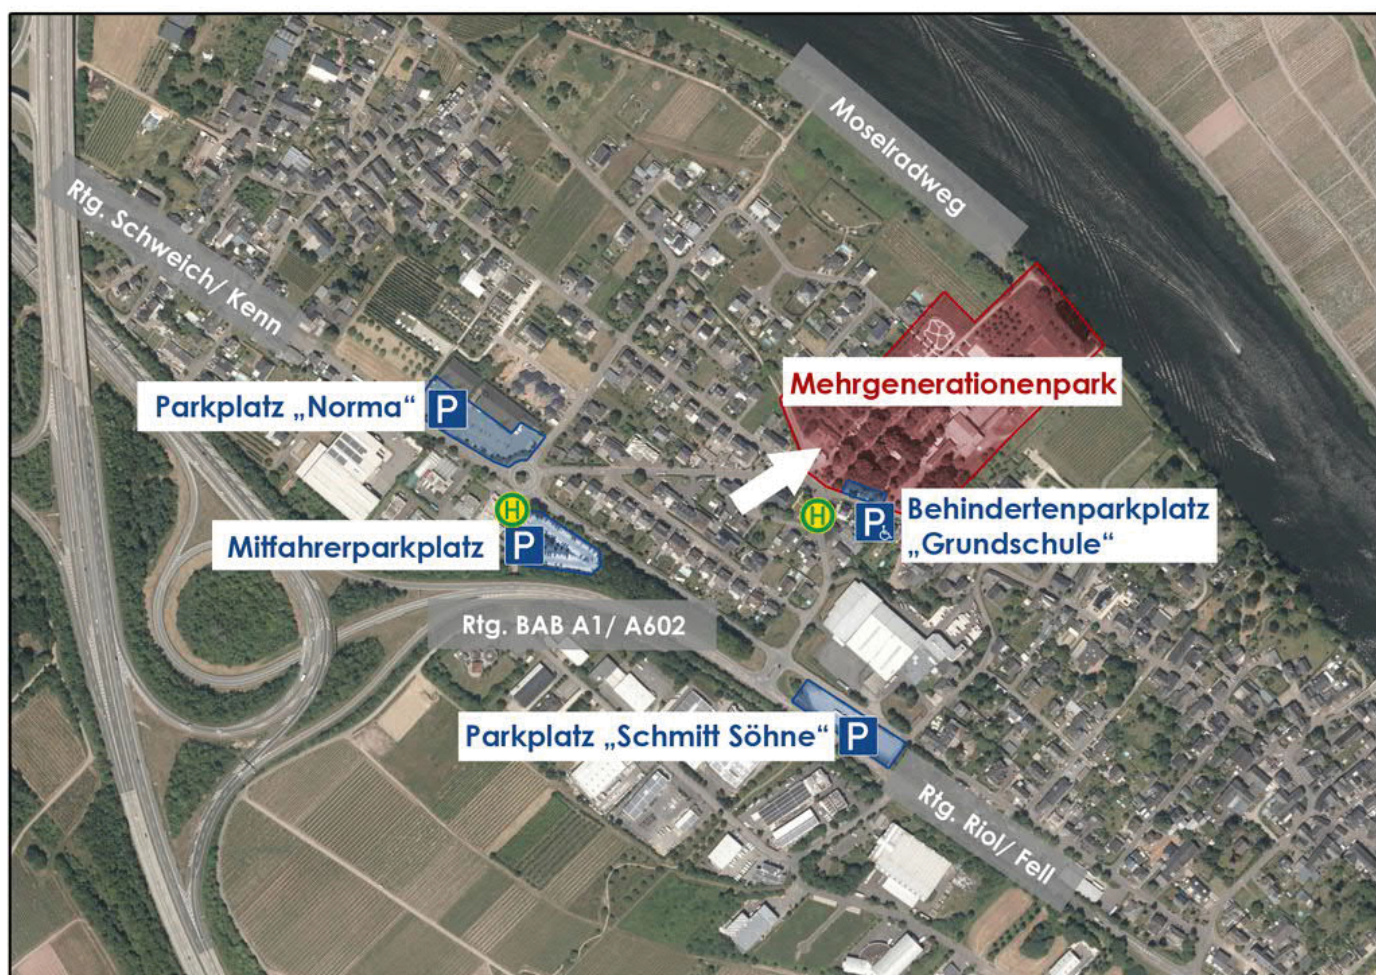 Moselradweg
Rtg. Schweich/ Kenn
Mehrgenerationenpark
Parkplatz „Norma“
P
H
H
Mitfahrerparkplatz
P
P
Behindertenparkplatz
„Grundschule“
Rtg. BAB A1/ A602
Parkplatz „Schmitt Söhne“
P
Rtg. Riol/ Fell